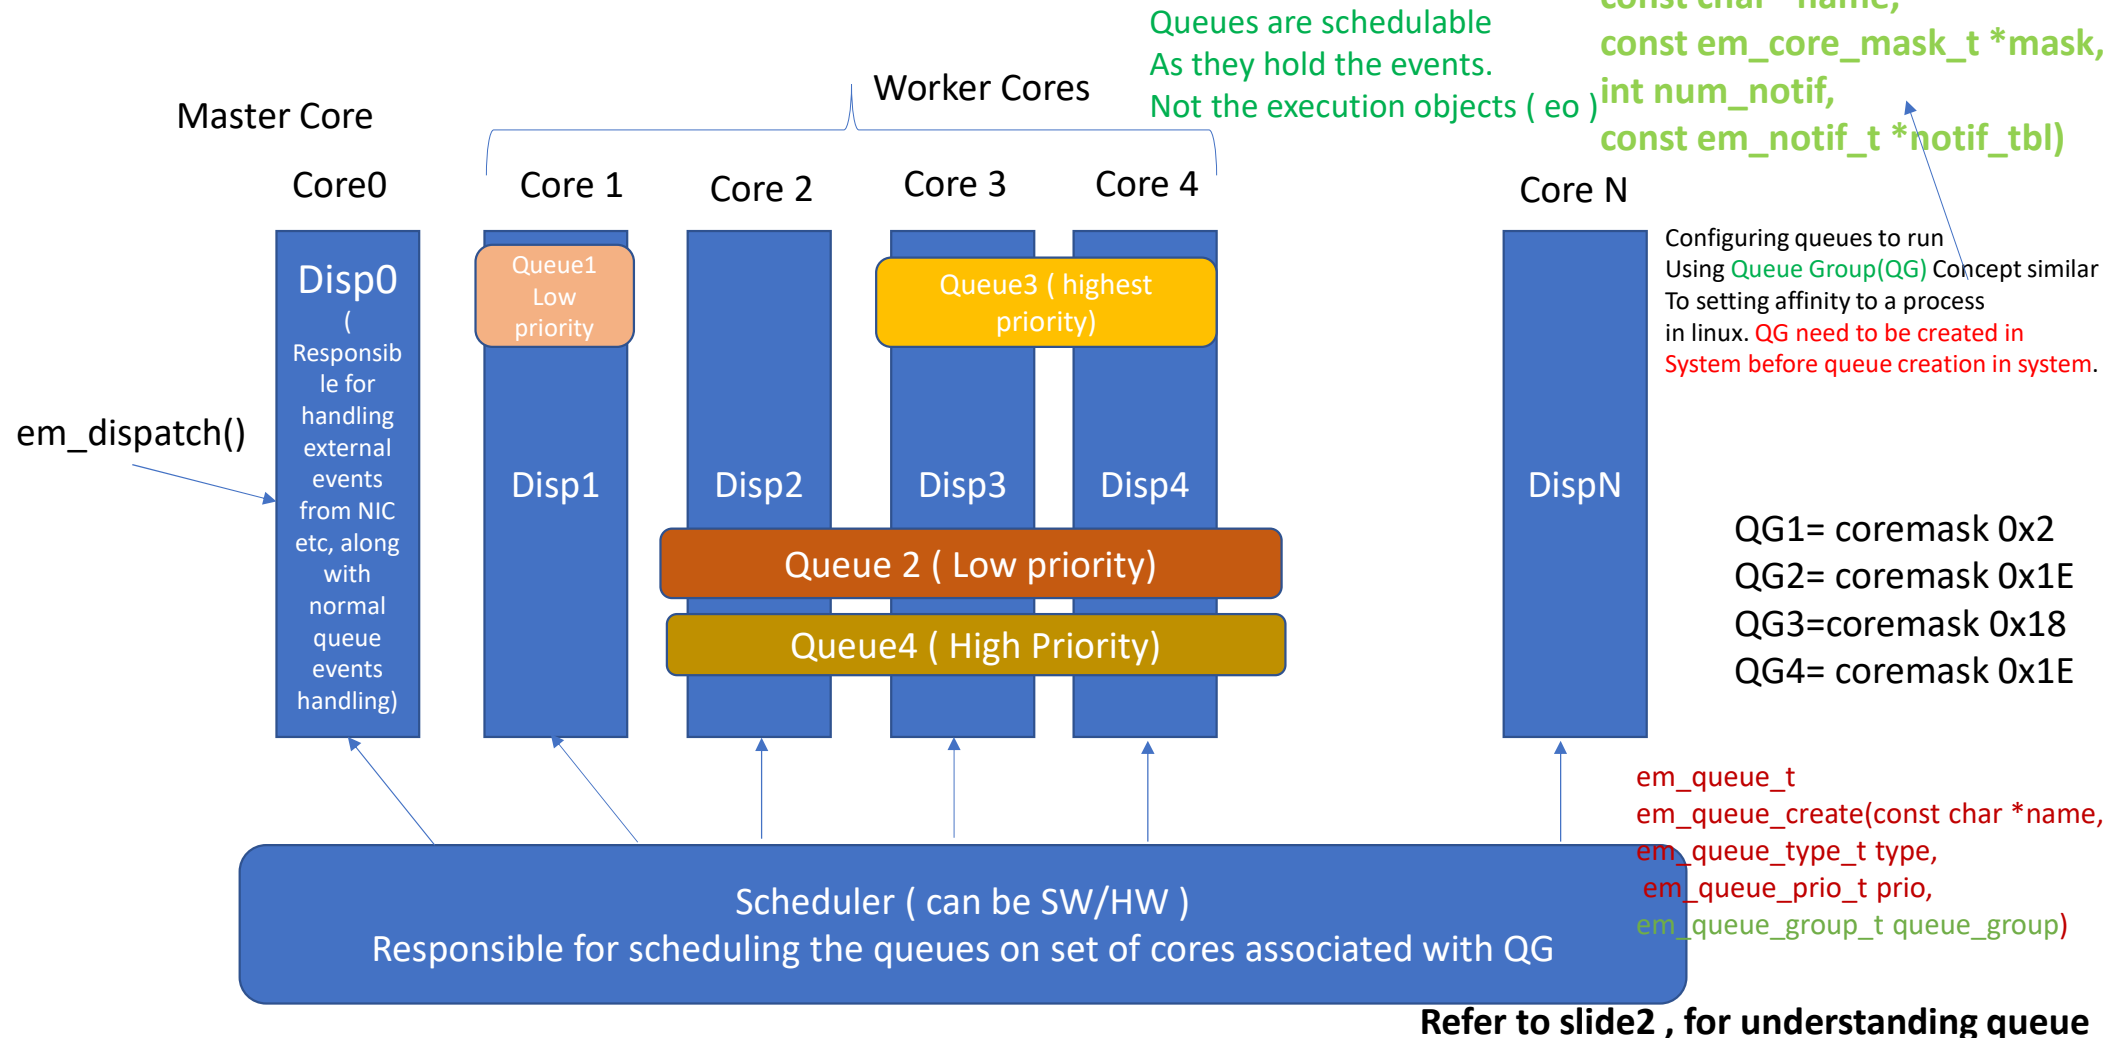 const char *name,
Queues are schedulable
As they hold the events.
Not the execution objects ( eo )
const em_core_mask_t *mask,
int num_notif,
const em_notif_t *notif_tbl)
Worker Cores
Master Core
Core0
Core 1
Core 2
Core 3
Core 4
Core N
Disp0
(
Responsib
le for
handling
external
events
from NIC
etc, along
with
normal
queue
events
handling)
Queue1
Low
priority
Queue3 ( highest
priority)
Configuring queues to run
Using Queue Group(QG) Concept similar
To setting affinity to a process
in linux. QG need to be created in
System before queue creation in system.
em_dispatch()
Disp1
Disp2
Disp3
Disp4
DispN
Queue 2 ( Low priority)
Queue4 ( High Priority)
QG1= coremask 0x2
QG2= coremask 0x1E
QG3=coremask 0x18
QG4= coremask 0x1E
em_queue_t
em_queue_create(const char *name,
em_queue_type_t type,
em_queue_prio_t prio,
em_queue_group_t queue_group)
Scheduler ( can be SW/HW )
Responsible for scheduling the queues on set of cores associated with QG
Refer to slide2 , for understanding queue